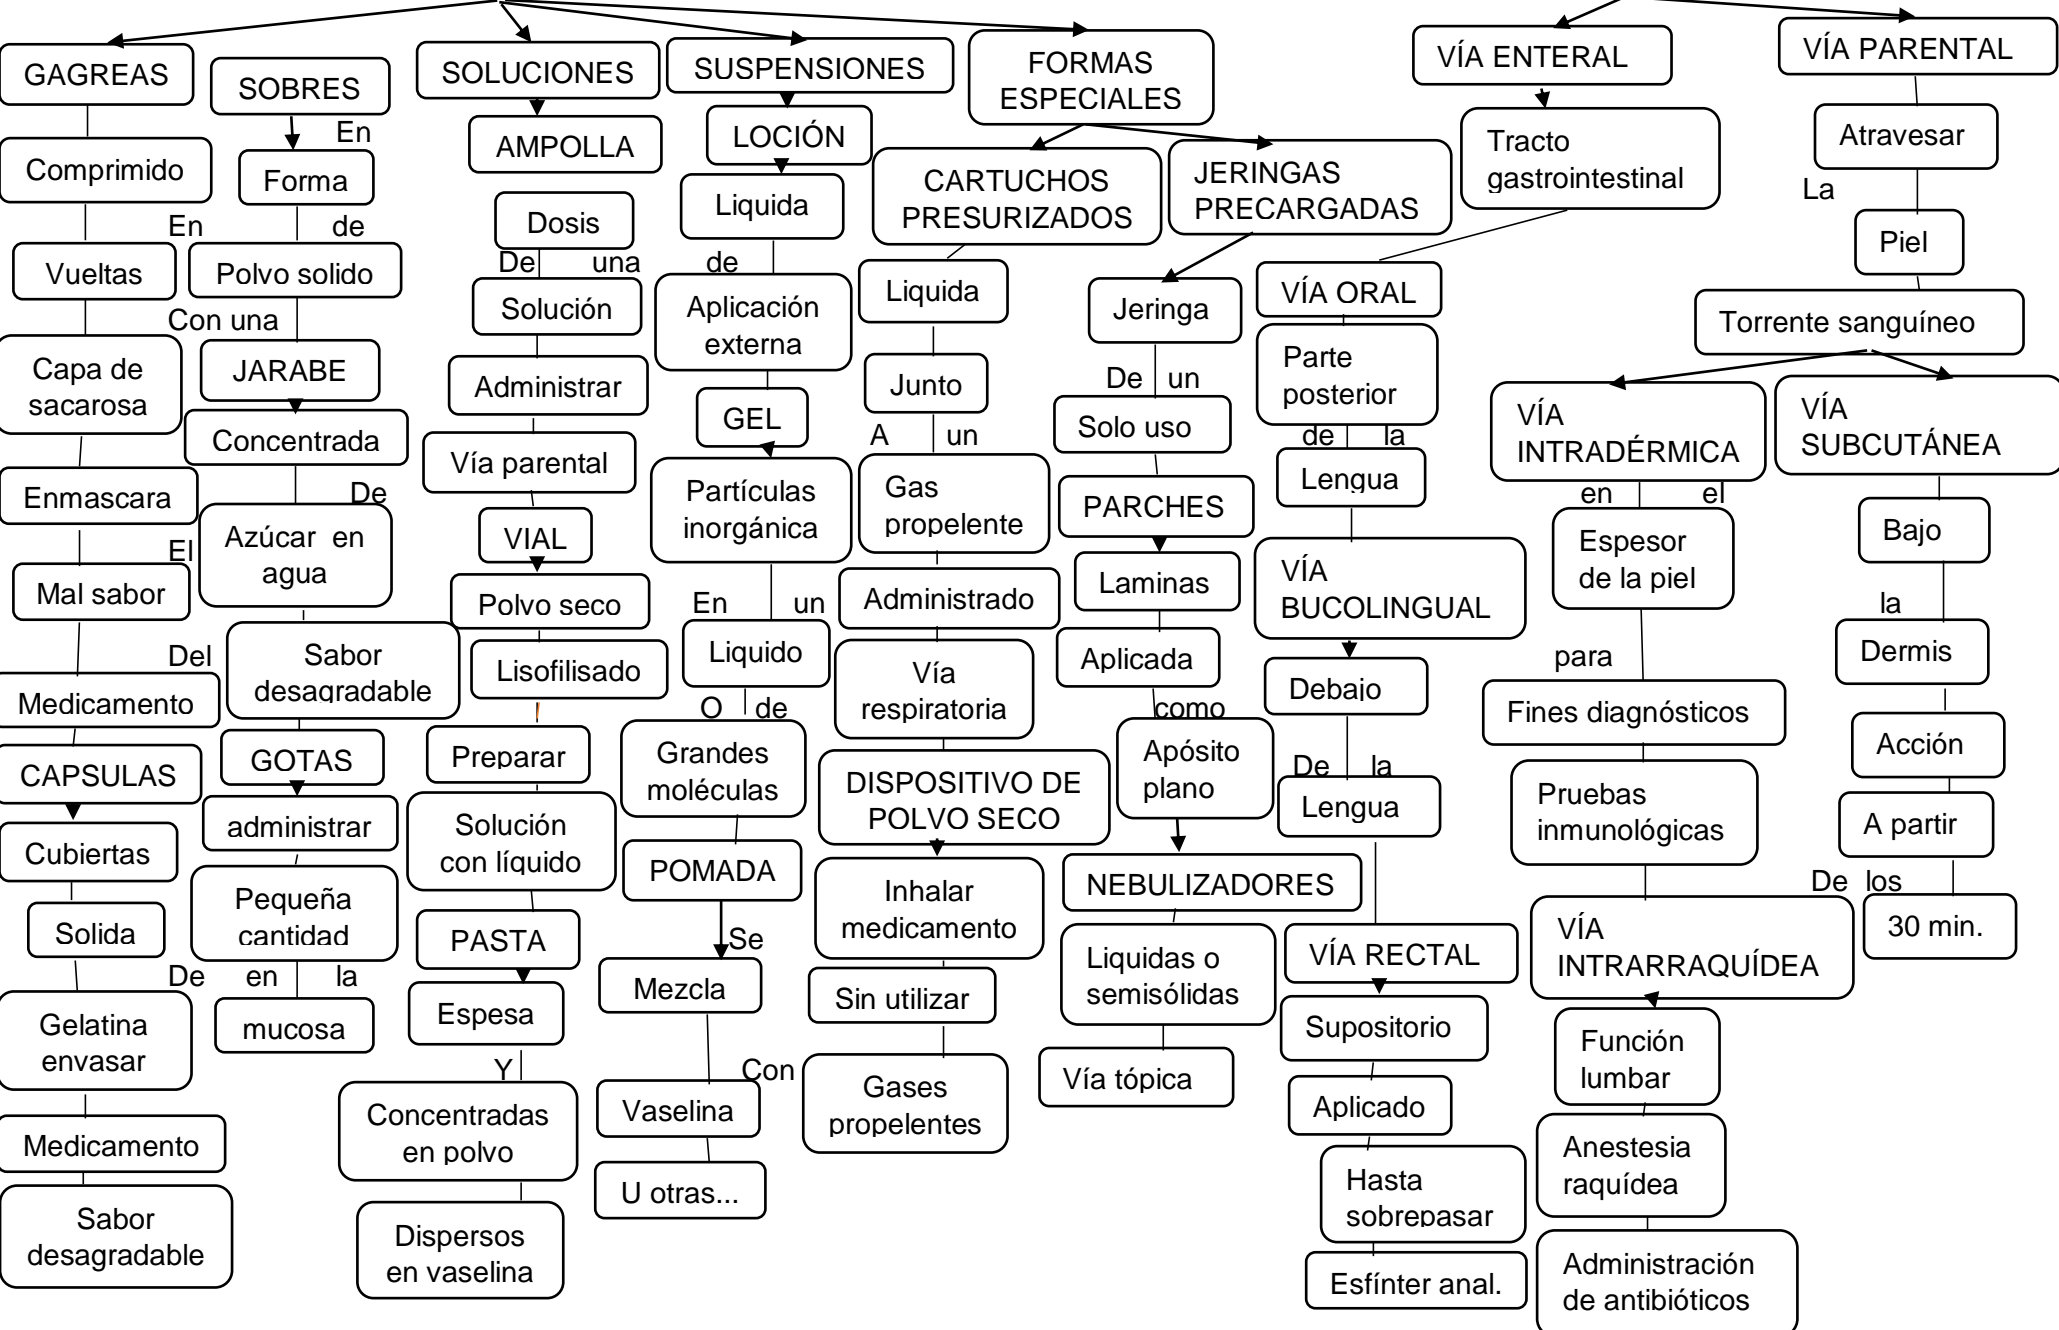 GAGREAS
Comprimido
En
Vueltas
Capa de
sacarosa
Enmascara
El
Mal sabor
Del
Medicamento
CAPSULAS
Cubiertas
Solida
De
Gelatina
envasar
Medicamento
Sabor
desagradable
SOBRES
En
Forma
de
Polvo solido
Con una
JARABE
Concentrada
De
Azúcar en
agua
Sabor
desagradable
GOTAS
administrar
Pequeña
cantidad
en la
mucosa
SOLUCIONES
AMPOLLA
Dosis
De una
Solución
Administrar
Vía parental
VIAL
Polvo seco
Lisofilisado
Preparar
Solución
con líquido
PASTA
Espesa
Y
Concentradas
en polvo
Dispersos
en vaselina
SUSPENSIONES
LOCIÓN
Liquida
de
Aplicación
externa
GEL
Partículas
inorgánica
En un
Liquido
O de
Grandes
moléculas
POMADA
Se
Mezcla
Con
Vaselina
U otras...
FORMAS
ESPECIALES
CARTUCHOS
PRESURIZADOS
Liquida
Junto
A un
Gas
propelente
Administrado
Vía
respiratoria
DISPOSITIVO DE
POLVO SECO
Inhalar
medicamento
Sin utilizar
Gases
propelentes
JERINGAS
PRECARGADAS
Jeringa
De un
Solo uso
PARCHES
Laminas
Aplicada
como
Apósito
plano
NEBULIZADORES
Liquidas o
semisólidas
Vía tópica
VÍA ENTERAL
Tracto
gastrointestinal
VÍA ORAL
Parte
posterior
de la
Lengua
VÍA
BUCOLINGUAL
Debajo
De la
Lengua
VÍA RECTAL
Supositorio
Aplicado
Hasta
sobrepasar
Esfínter anal.
VÍA PARENTAL
Atravesar
La
Piel
Torrente sanguíneo
VÍA
INTRADÉRMICA
en el
Espesor
de la piel
para
Fines diagnósticos
Pruebas
inmunológicas
VÍA
INTRARRAQUÍDEA
Función
lumbar
Anestesia
raquídea
Administración
de antibióticos
VÍA
SUBCUTÁNEA
Bajo
la
Dermis
Acción
A partir
De los
30 min.